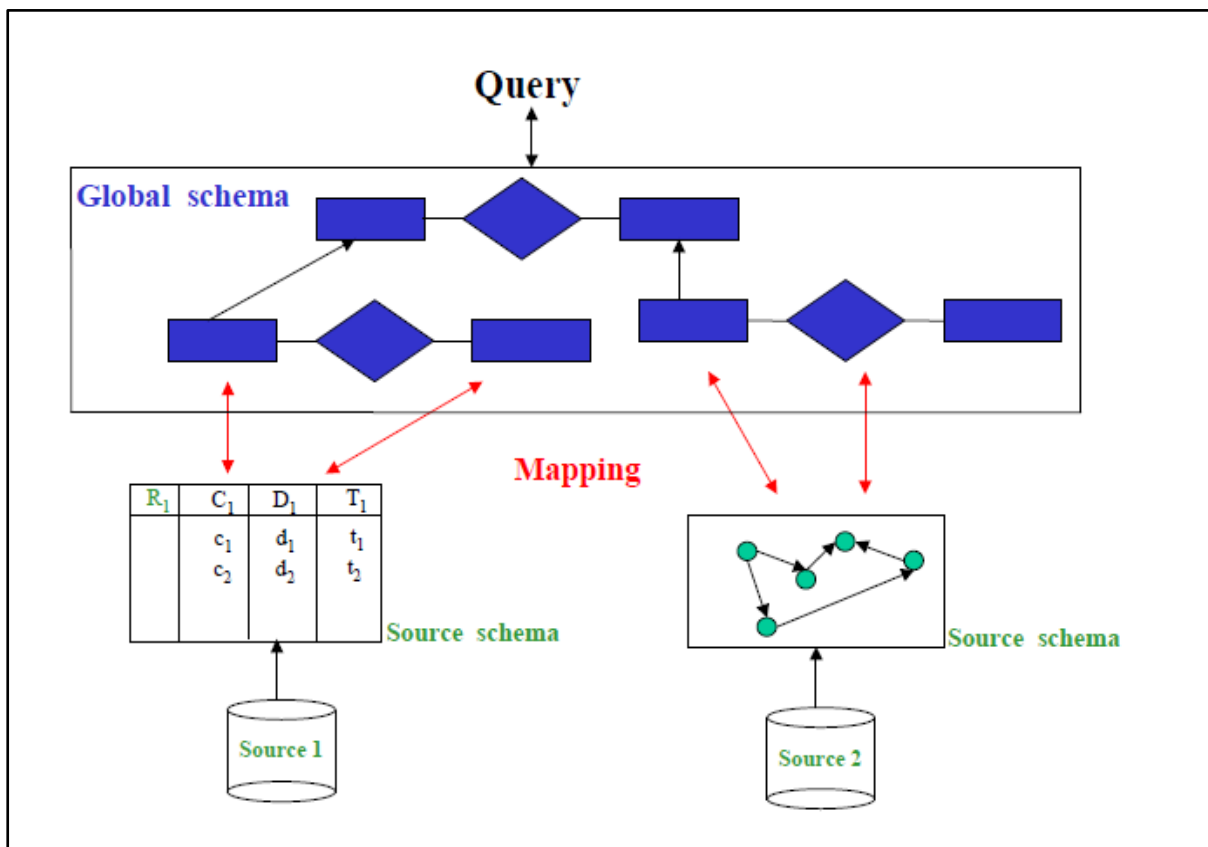 Query
Global schema
Mapping
R₁ C₁ D₁ T₁
c₁ d₁ t₁
c₂ d₂ t₂
Source schema
Source schema
Source 1
Source 2